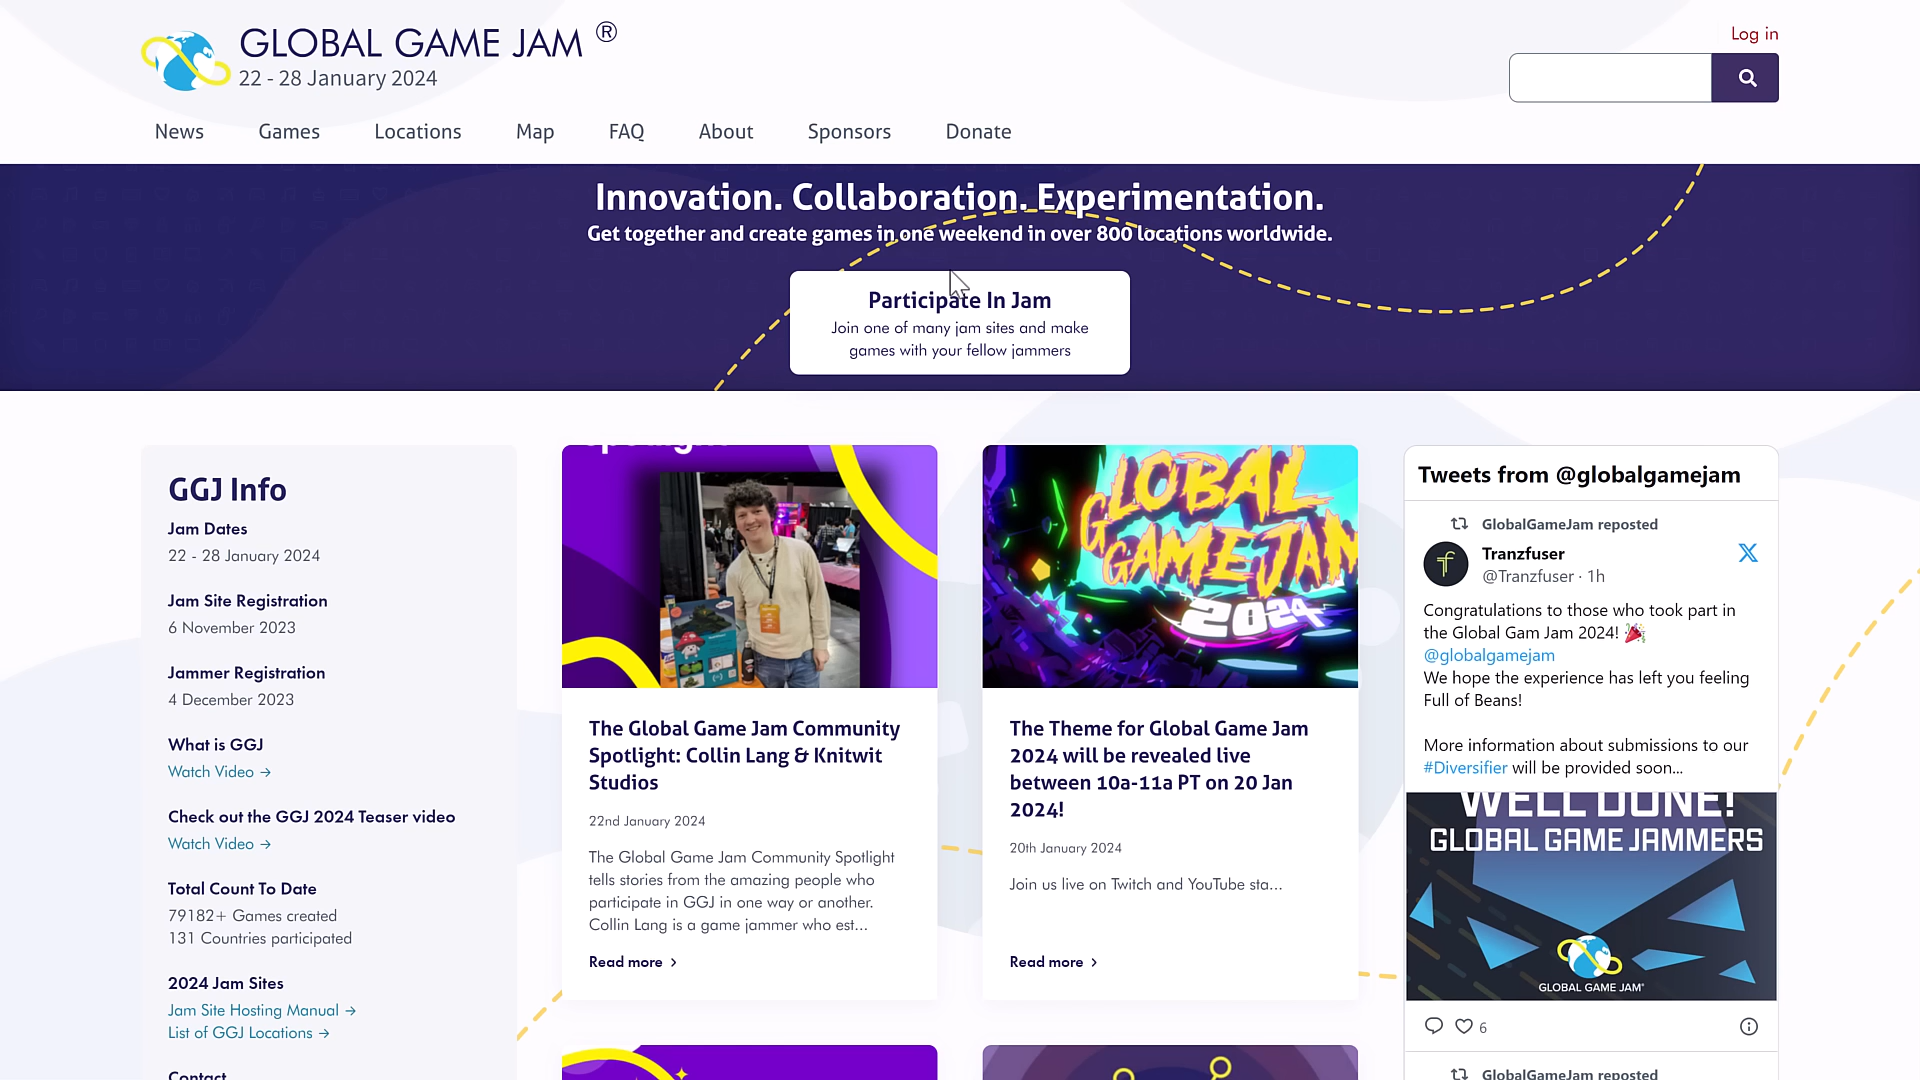 GLOBAL GAME JAM ®
22 - 28 January 2024
Log in
News Games Locations Map FAQ About Sponsors Donate
Innovation. Collaboration. Experimentation.
Get together and create games in one weekend in over 800 locations worldwide.
Participate In Jam
Join one of many jam sites and make
games with your fellow jammers
GGJ Info
Jam Dates
22 - 28 January 2024
Jam Site Registration
6 November 2023
Jammer Registration
4 December 2023
What is GGJ
Watch Video →
Check out the GGJ 2024 Teaser video
Watch Video →
Total Count To Date
79182+ Games created
131 Countries participated
2024 Jam Sites
Jam Site Hosting Manual →
List of GGJ Locations →
Contact
The Global Game Jam Community
Spotlight: Collin Lang & Knitwit
Studios
22nd January 2024
The Global Game Jam Community Spotlight
tells stories from the amazing people who
participate in GGJ in one way or another.
Collin Lang is a game jammer who est...
Read more >
GLOBAL
GAME JAM
2024
The Theme for Global Game Jam
2024 will be revealed live
between 10a-11a PT on 20 Jan
2024!
20th January 2024
Join us live on Twitch and YouTube sta...
Read more >
Tweets from @globalgamejam
GlobalGameJam reposted
Tranzfuser
@Tranzfuser · 1h
Congratulations to those who took part in
the Global Gam Jam 2024! 🎉
@globalgamejam
We hope the experience has left you feeling
Full of Beans!
More information about submissions to our
#Diversifier will be provided soon...
WELL DONE!
GLOBAL GAME JAMMERS
GLOBAL GAME JAM®
6
GlobalGameJam reposted